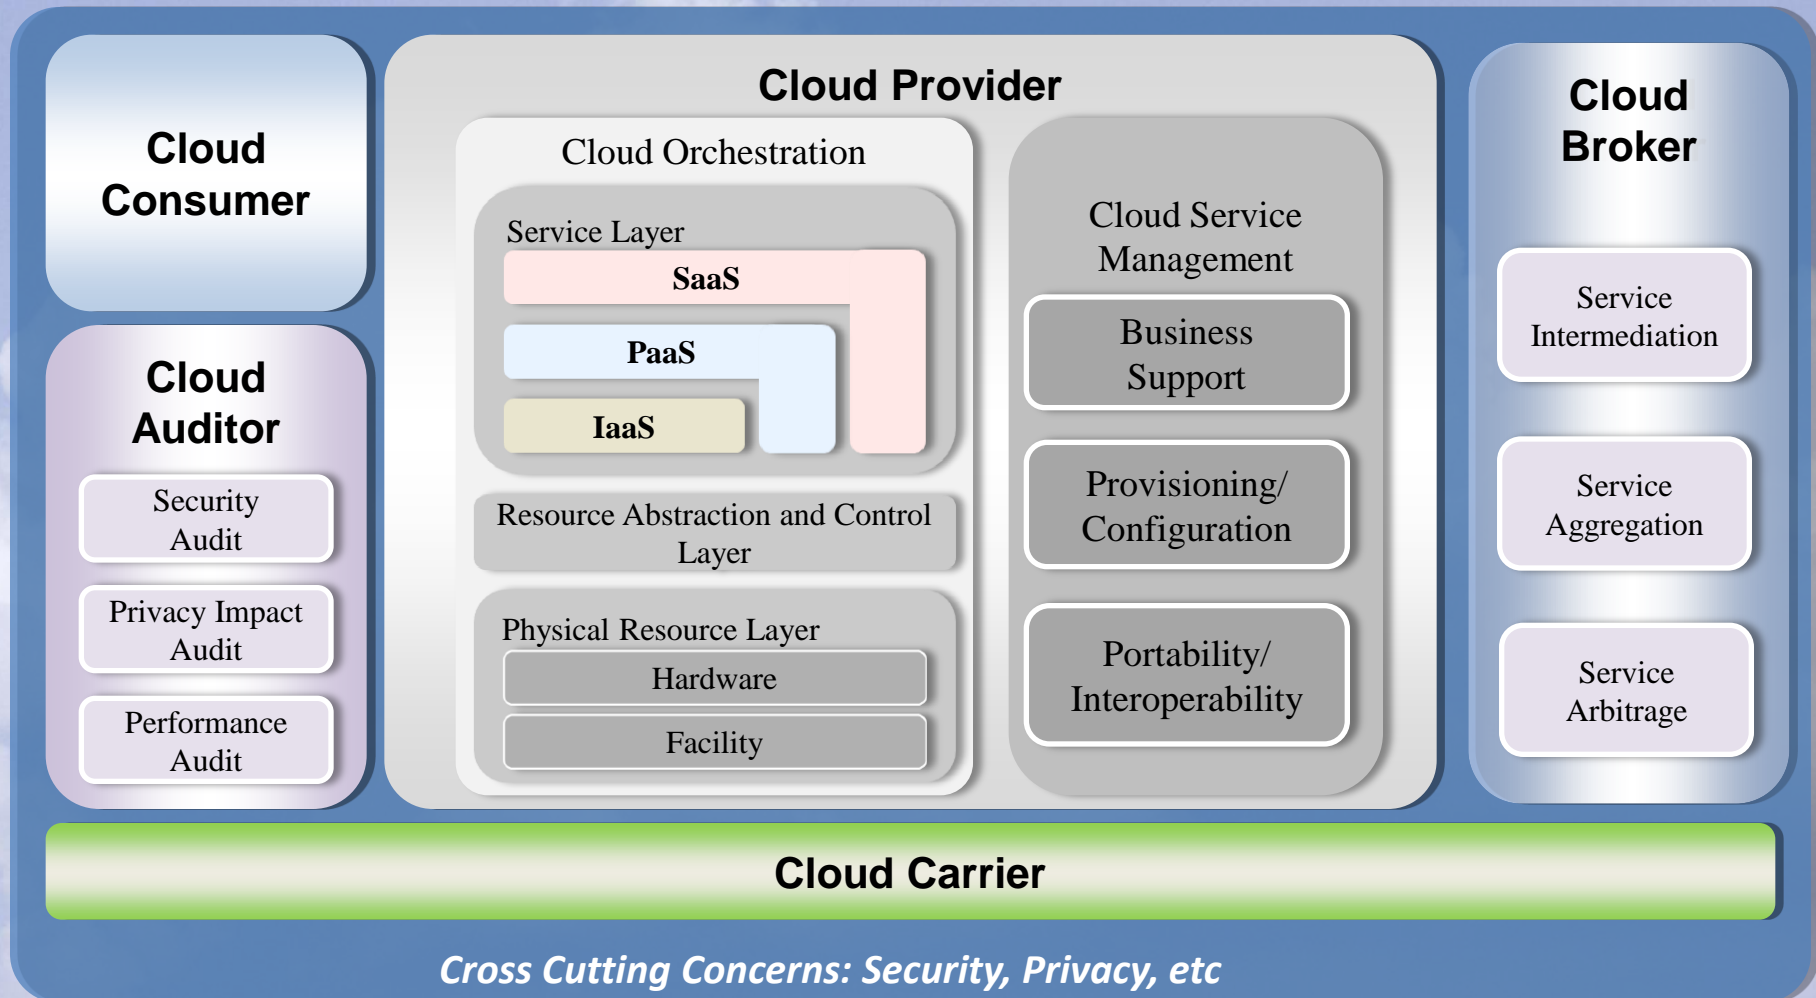 Cloud
Consumer
Cloud
Auditor
Security
Audit
Privacy Impact
Audit
Performance
Audit
Cloud Provider
Cloud Orchestration
Service Layer
SaaS
PaaS
IaaS
Resource Abstraction and Control
Layer
Physical Resource Layer
Hardware
Facility
Cloud Service
Management
Business
Support
Provisioning/
Configuration
Portability/
Interoperability
Cloud
Broker
Service
Intermediation
Service
Aggregation
Service
Arbitrage
Cloud Carrier
Cross Cutting Concerns: Security, Privacy, etc